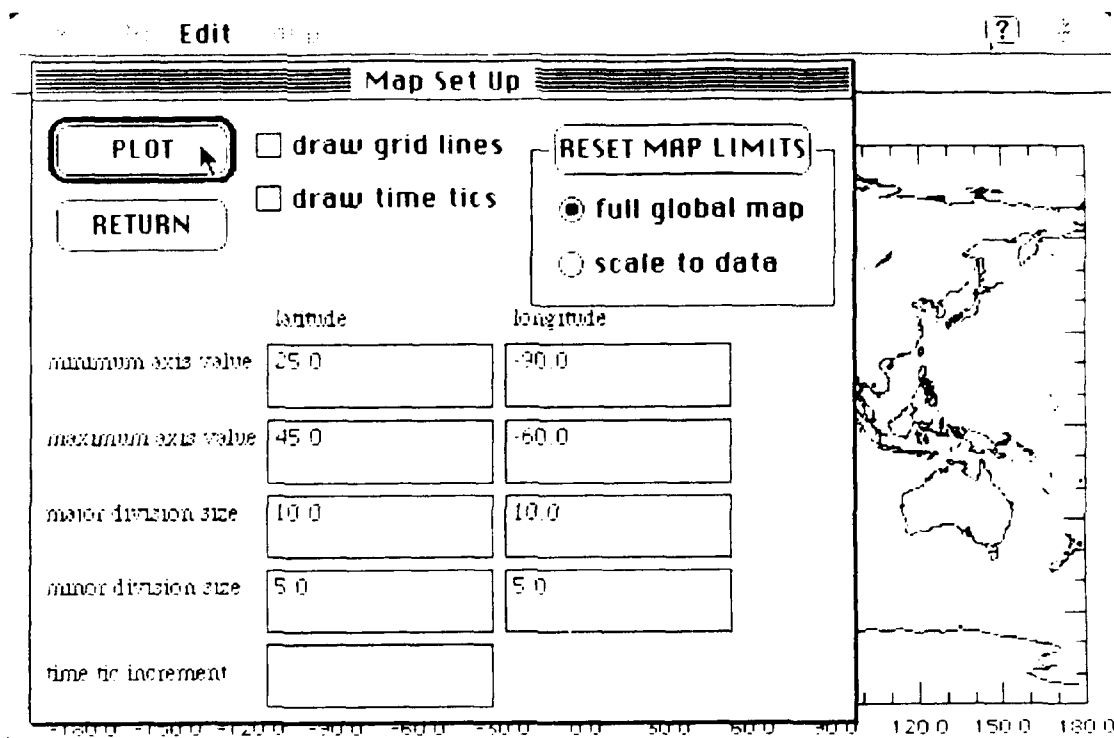 Edit
?
Map Set Up
PLOT
draw grid lines
RESET MAP LIMITS
draw time tics
full global map
RETURN
scale to data
latitude longitude
minimum axis value 25.0 -90.0
maximum axis value 45.0 -60.0
major division size 10.0 10.0
minor division size 5.0 5.0
time tic increment
120.0 150.0 180.0